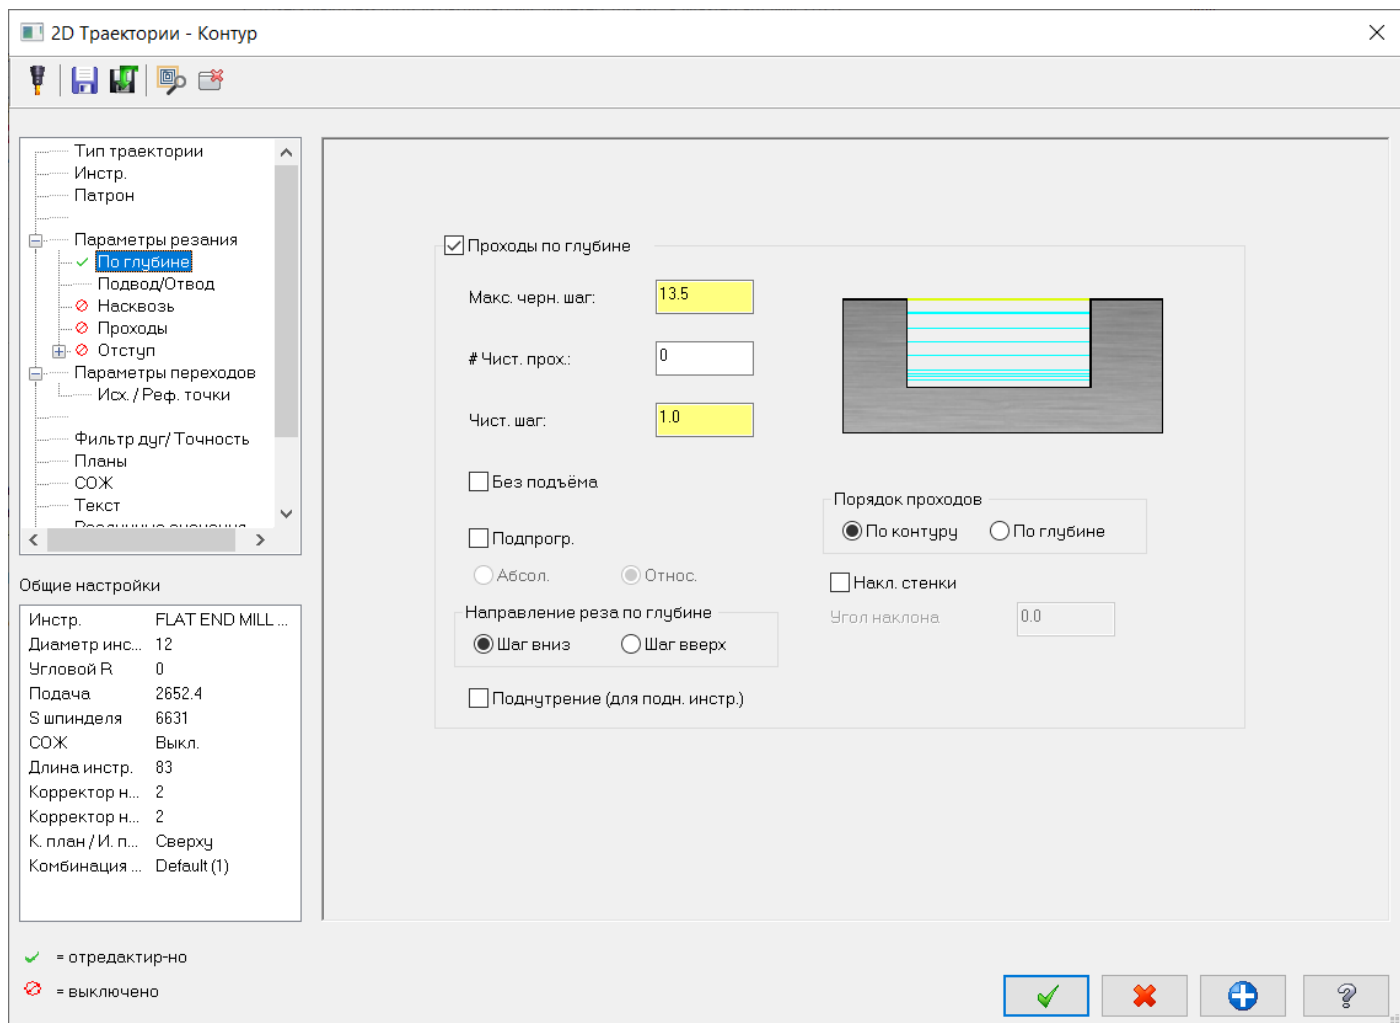 2D Траектории - Контур
Тип траектории
Инстр.
Патрон
Параметры резания
По глубине
Подвод/Отвод
Насквозь
Проходы
Отступ
Параметры переходов
Исх. / Реф. точки
Фильтр дуг/ Точность
Планы
СОЖ
Текст
Проходы по глубине
Макс. черн. шаг: 13.5
# Чист. прох.: 0
Чист. шаг: 1.0
Без подъёма
Подпрогр.
Абсол. Относ.
Направление реза по глубине
Шаг вниз Шаг вверх
Поднутрение (для подн. инстр.)
Порядок проходов
По контуру По глубине
Накл. стенки
Угол наклона 0.0
Общие настройки
Инстр. FLAT END MILL ...
Диаметр инс... 12
Угловой R 0
Подача 2652.4
S шпинделя 6631
СОЖ Выкл.
Длина инстр. 83
Корректор н... 2
Корректор н... 2
К. план / И. п... Сверху
Комбинация ... Default (1)
= отредактир-но
= выключено